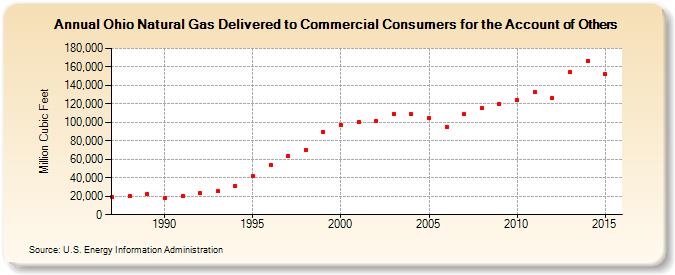 Annual Ohio Natural Gas Delivered to Commercial Consumers for the Account of Others
Million Cubic Feet
180,000
160,000
140,000
120,000
100,000
80,000
60,000
40,000
20,000
0
1990 1995 2000 2005 2010 2015
Source: U.S. Energy Information Administration